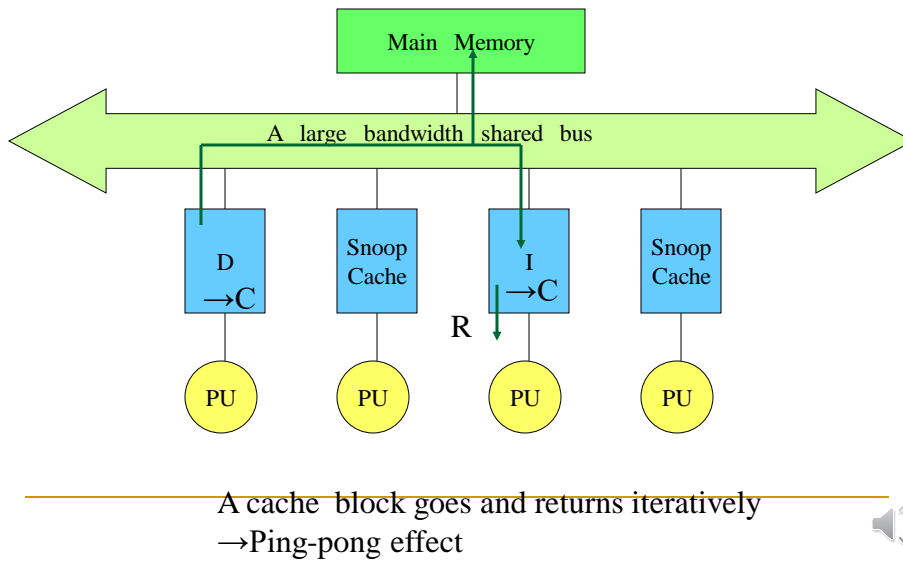 Main Memory
A large bandwidth shared bus
D
→C
Snoop
Cache
I
→C
Snoop
Cache
R
PU
PU
PU
PU
A cache block goes and returns iteratively
→Ping-pong effect